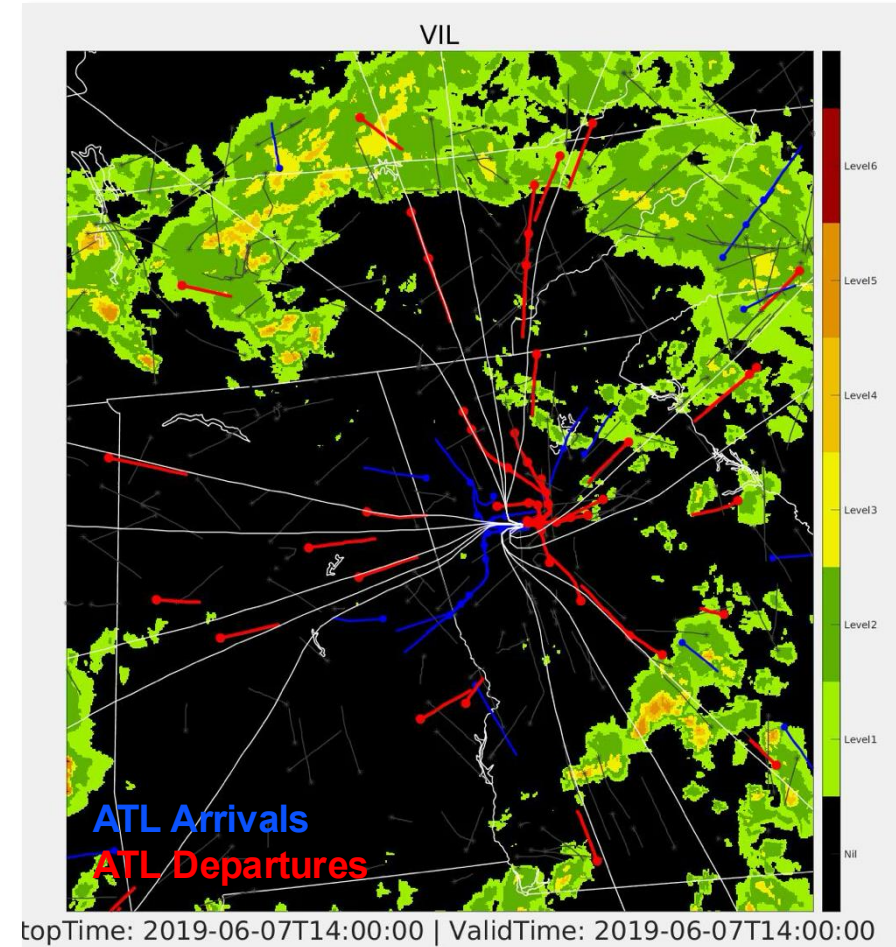 VIL
Level6
Level5
Level4
Level3
Level2
Level1
Nil
ATL Arrivals
ATL Departures
topTime: 2019-06-07T14:00:00 | ValidTime: 2019-06-07T14:00:00